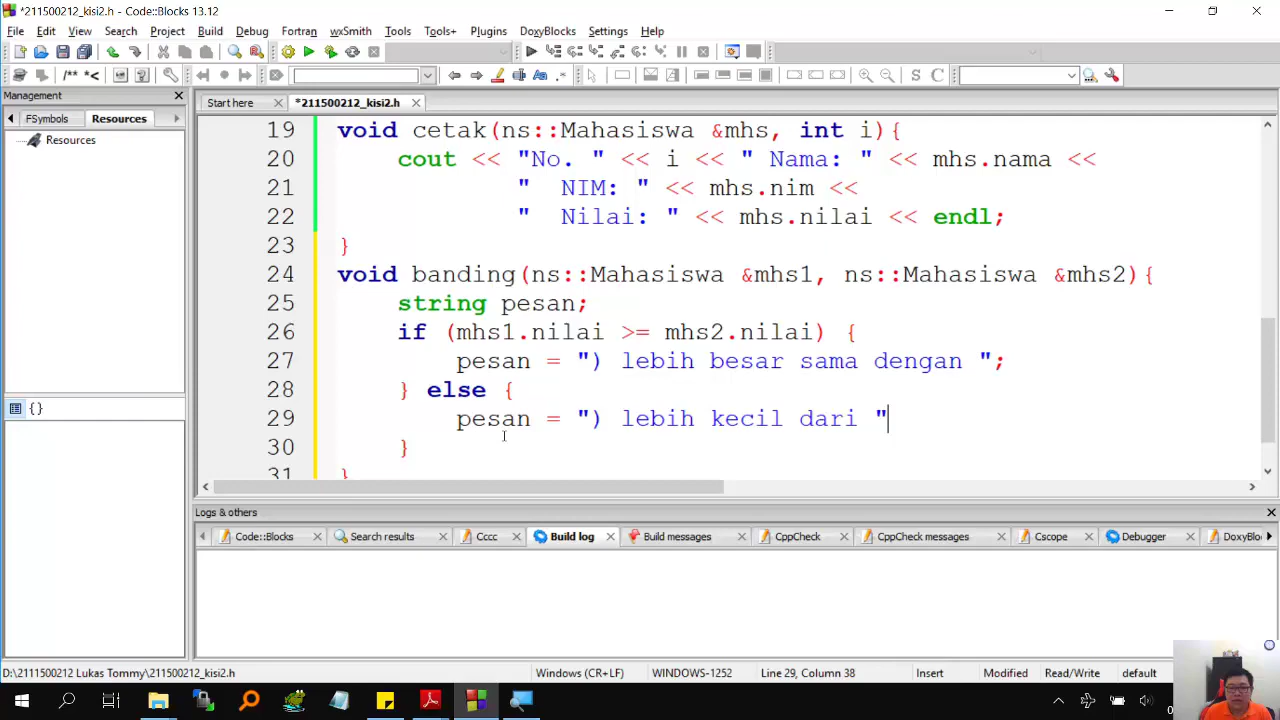 *211500212_kisi2.h - Code::Blocks 13.12
File Edit View Search Project Build Debug Fortran wxSmith Tools Tools+ Plugins DoxyBlocks Settings Help
/** *<
S C
Management
Start here *211500212_kisi2.h
FSymbols Resources
Resources
{}
19 void cetak(ns::Mahasiswa &mhs, int i){
20 cout << "No. " << i << " Nama: " << mhs.nama <<
21 "  NIM: " << mhs.nim <<
22 "  Nilai: " << mhs.nilai << endl;
23 }
24 void banding(ns::Mahasiswa &mhs1, ns::Mahasiswa &mhs2){
25 string pesan;
26 if (mhs1.nilai >= mhs2.nilai) {
27 pesan = ") lebih besar sama dengan ";
28 } else {
29 pesan = ") lebih kecil dari "
30 }
31 }
Logs & others
Code::Blocks Search results Cccc Build log Build messages CppCheck CppCheck messages Cscope Debugger DoxyBlo
D:\2111500212 Lukas Tommy\211500212_kisi2.h Windows (CR+LF) WINDOWS-1252 Line 29, Column 38 Insert Modified Read/Write default